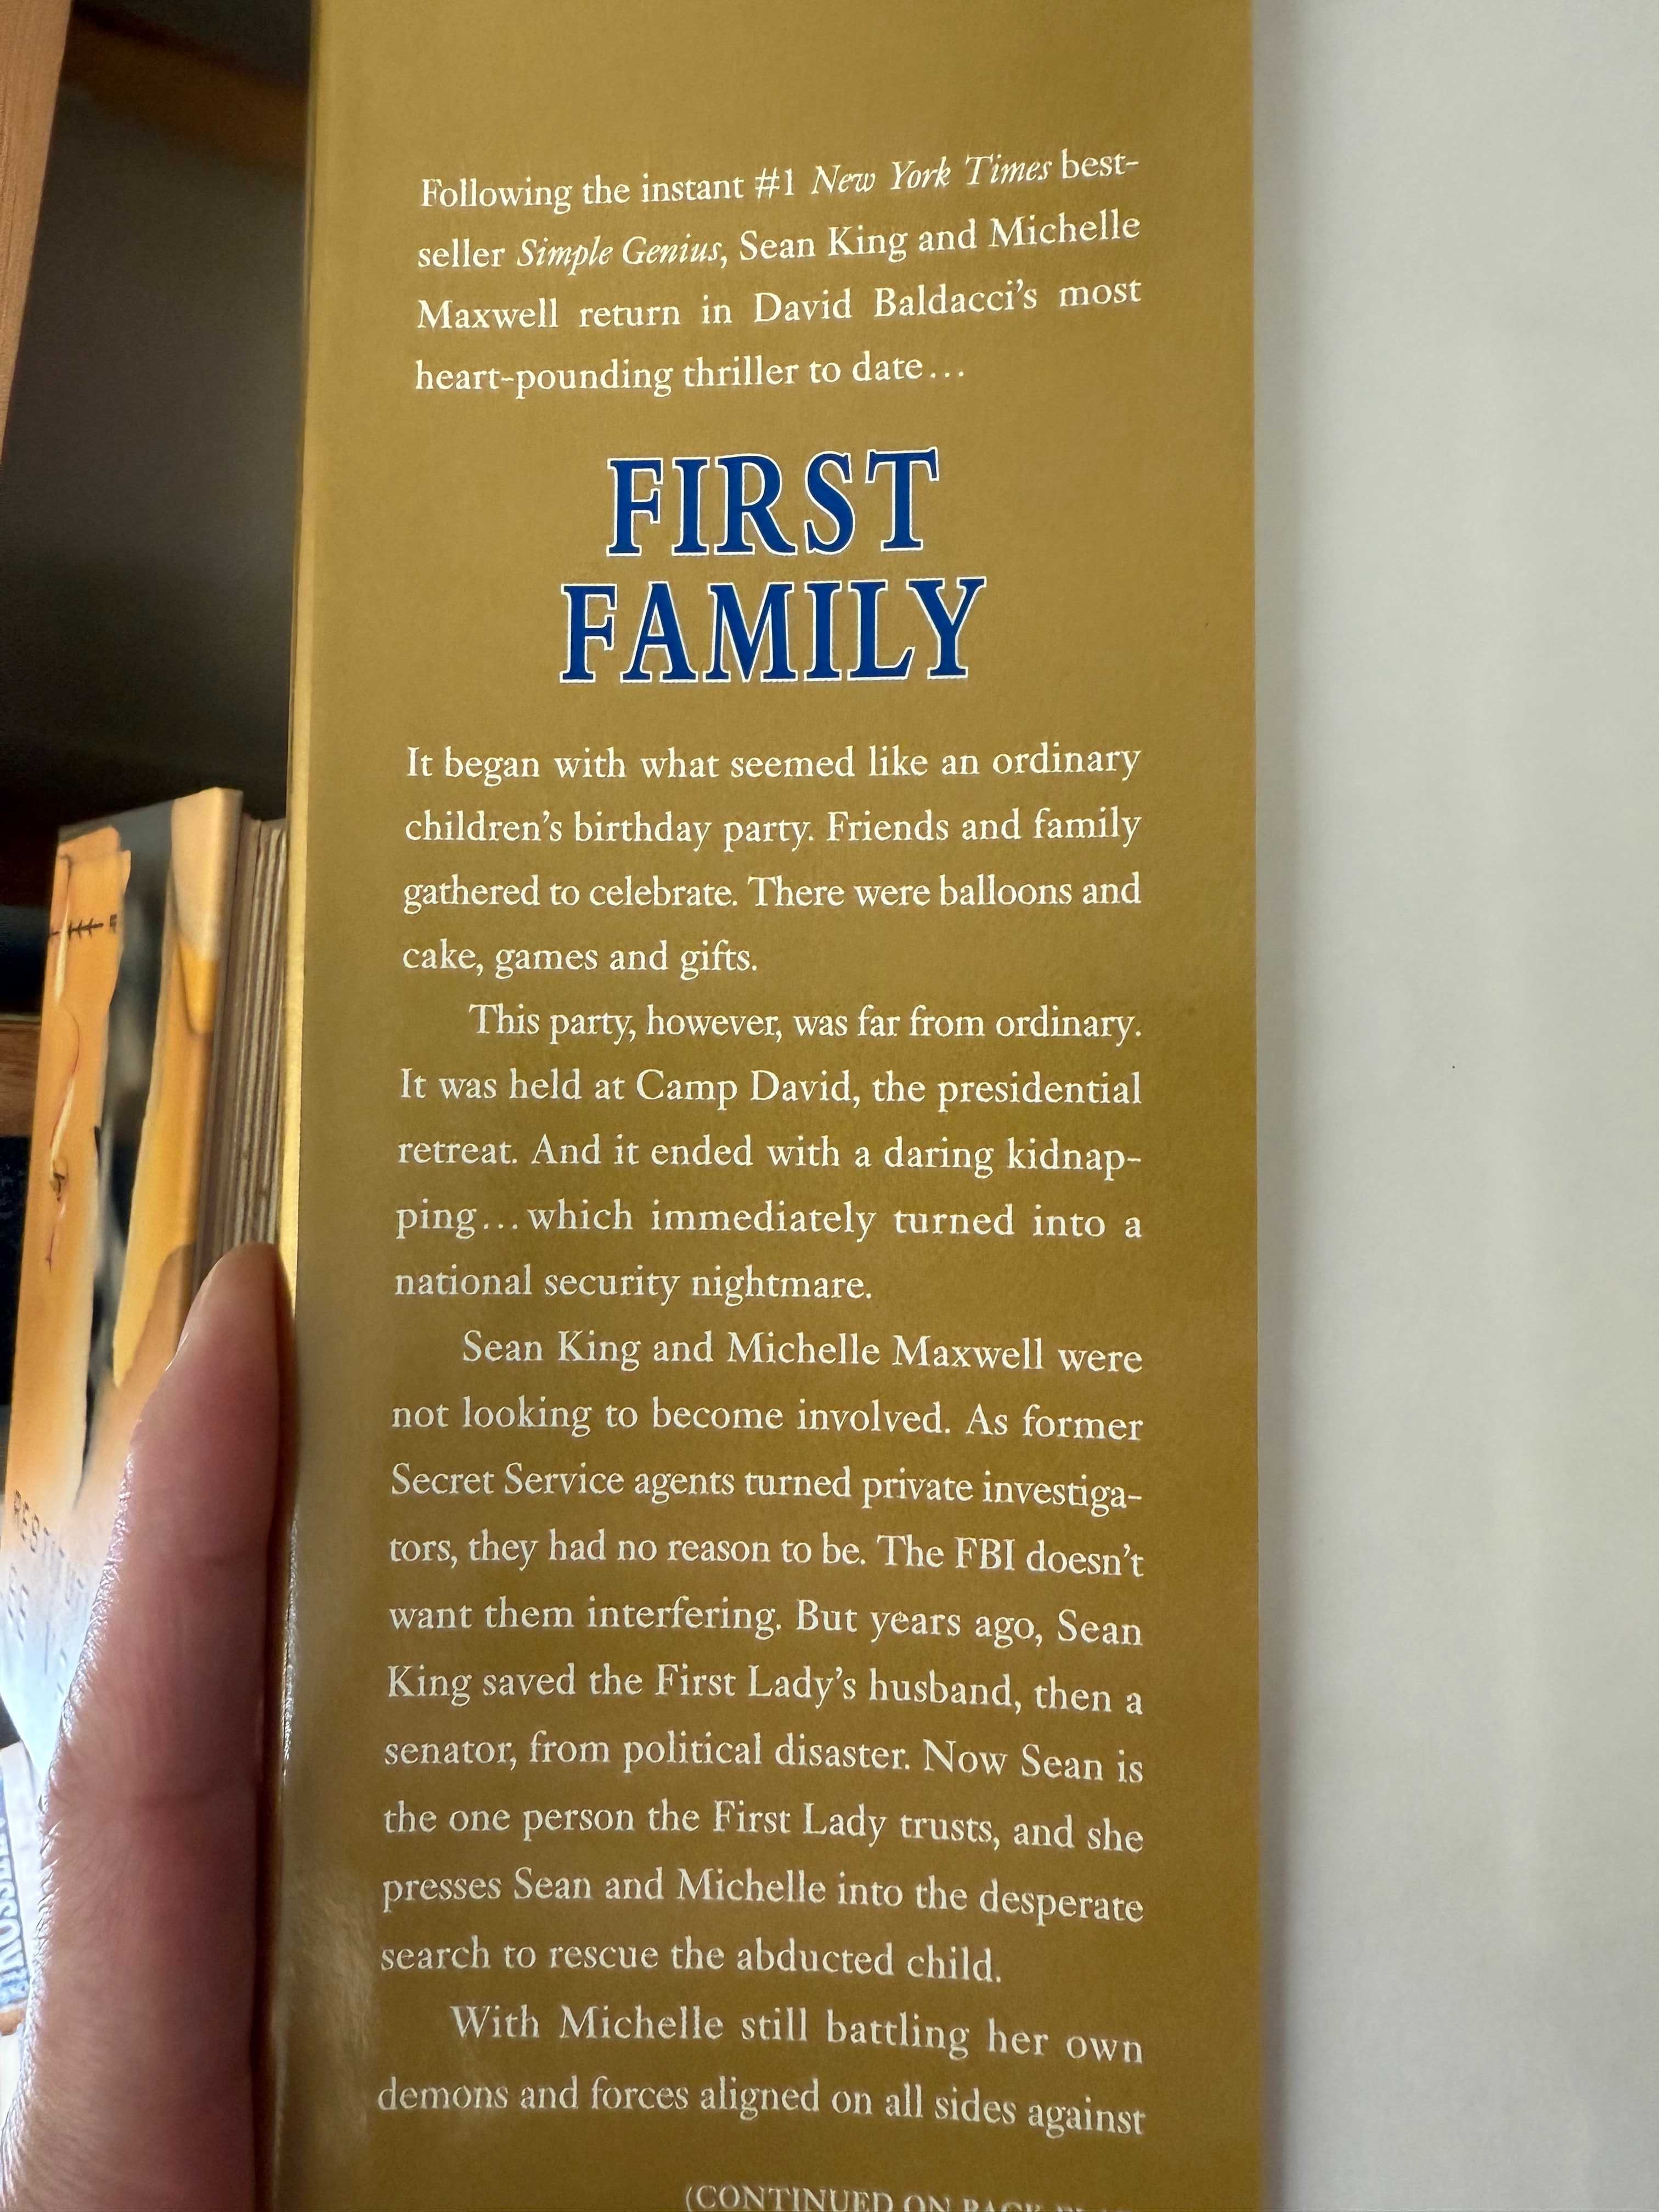 Following the instant #1 New York Times best-
seller Simple Genius, Sean King and Michelle
Maxwell return in David Baldacci's most
heart-pounding thriller to date...
FIRST
FAMILY
It began with what seemed like an ordinary
children's birthday party. Friends and family
gathered to celebrate. There were balloons and
cake, games and gifts.
This party, however, was far from ordinary.
It was held at Camp David, the presidential
retreat. And it ended with a daring kidnap-
ping...which immediately turned into a
national security nightmare.
Sean King and Michelle Maxwell were
not looking to become involved. As former
Secret Service agents turned private investiga-
tors, they had no reason to be. The FBI doesn't
want them interfering. But years ago, Sean
King saved the First Lady's husband, then a
senator, from political disaster. Now Sean is
the one person the First Lady trusts, and she
presses Sean and Michelle into the desperate
search to rescue the abducted child.
With Michelle still battling her own
demons and forces aligned on all sides against
(CONTINUED ON BACK